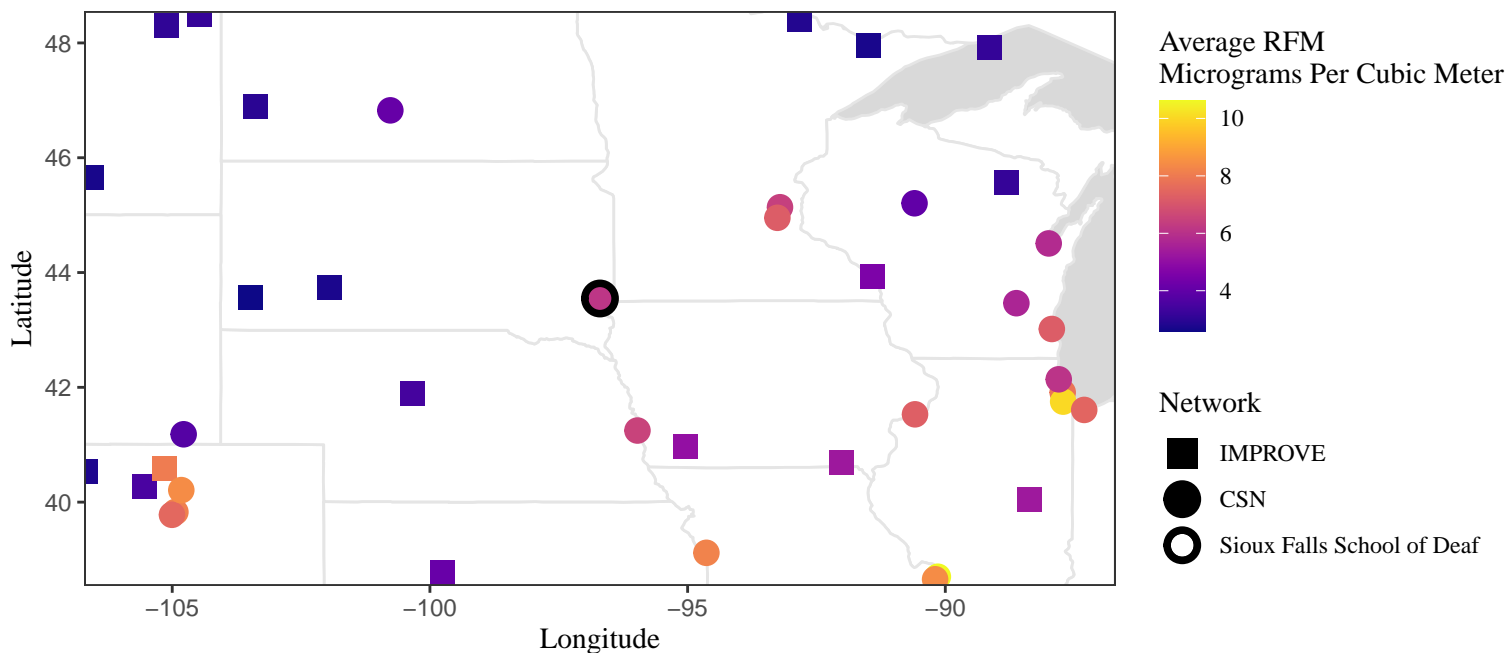 48
46
44
42
40
Latitude
−105
−100
−95
−90
Longitude
Average RFM
Micrograms Per Cubic Meter
10
8
6
4
Network
IMPROVE
CSN
Sioux Falls School of Deaf